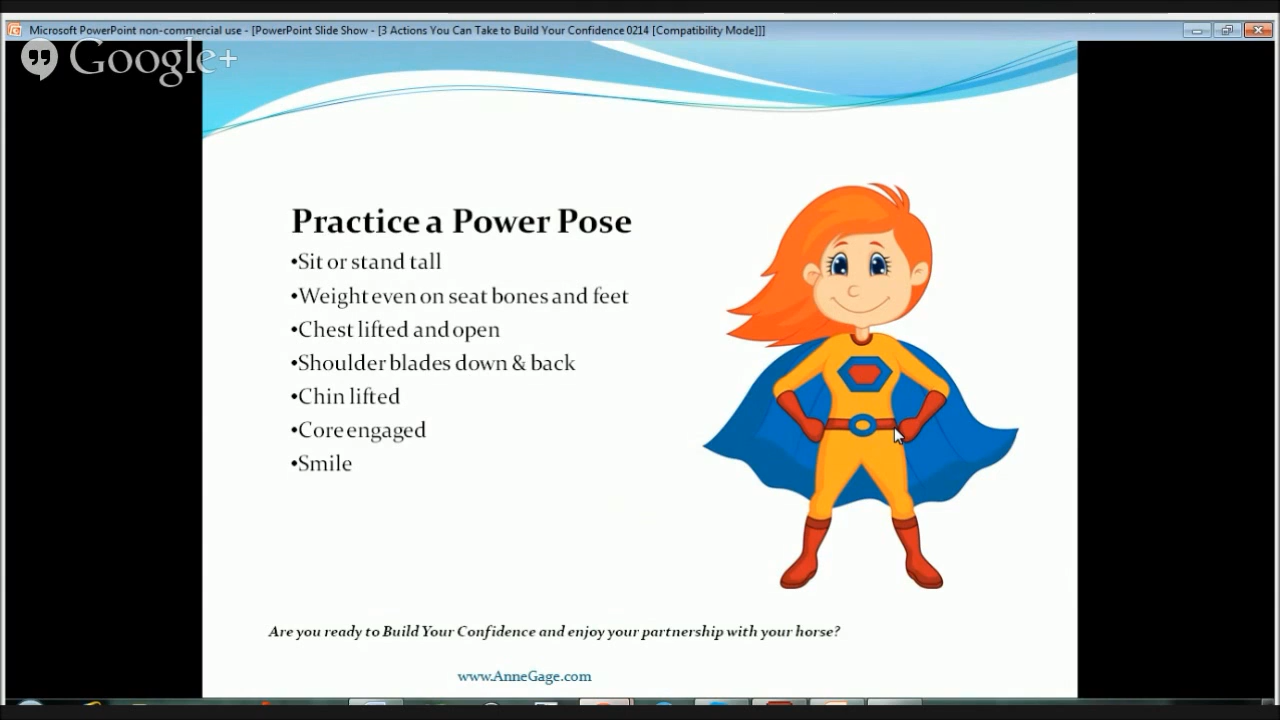 Microsoft PowerPoint non-commercial use - [PowerPoint Slide Show - [3 Actions You Can Take to Build Your Confidence 0214 [Compatibility Mode]]]
Google+
Practice a Power Pose
•Sit or stand tall
•Weight even on seat bones and feet
•Chest lifted and open
•Shoulder blades down & back
•Chin lifted
•Core engaged
•Smile
Are you ready to Build Your Confidence and enjoy your partnership with your horse?
www.AnneGage.com